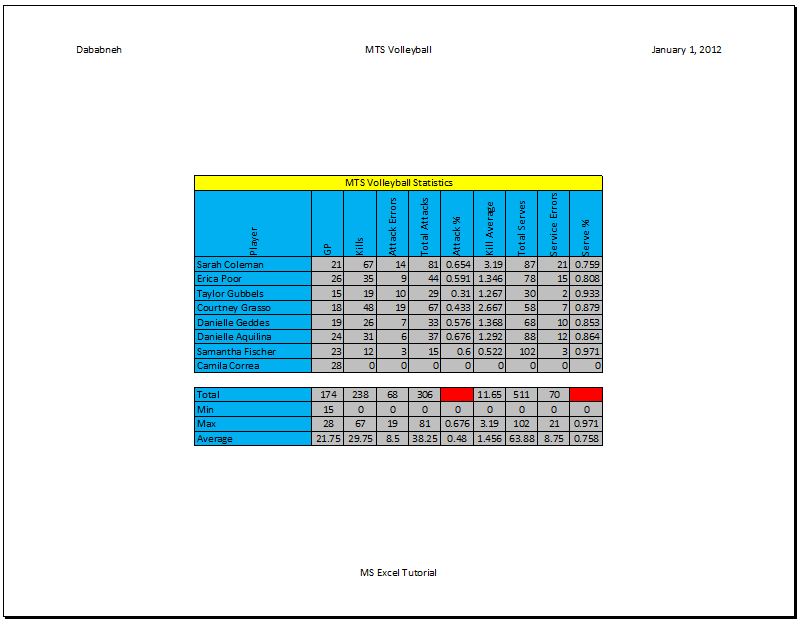 Dababneh MTS Volleyball January 1, 2012
MTS Volleyball Statistics
Player GP Kills Attack Errors Total Attacks Attack % Kill Average Total Serves Service Errors Serve %
Sarah Coleman 21 67 14 81 0.654 3.19 87 21 0.759
Erica Poor 26 35 9 44 0.591 1.346 78 15 0.808
Taylor Gubbels 15 19 10 29 0.31 1.267 30 2 0.933
Courtney Grasso 18 48 19 67 0.433 2.667 58 7 0.879
Danielle Geddes 19 26 7 33 0.576 1.368 68 10 0.853
Danielle Aquilina 24 31 6 37 0.676 1.292 88 12 0.864
Samantha Fischer 23 12 3 15 0.6 0.522 102 3 0.971
Camila Correa 28 0 0 0 0 0 0 0 0
Total 174 238 68 306 11.65 511 70
Min 15 0 0 0 0 0 0 0 0
Max 28 67 19 81 0.676 3.19 102 21 0.971
Average 21.75 29.75 8.5 38.25 0.48 1.456 63.88 8.75 0.758
MS Excel Tutorial